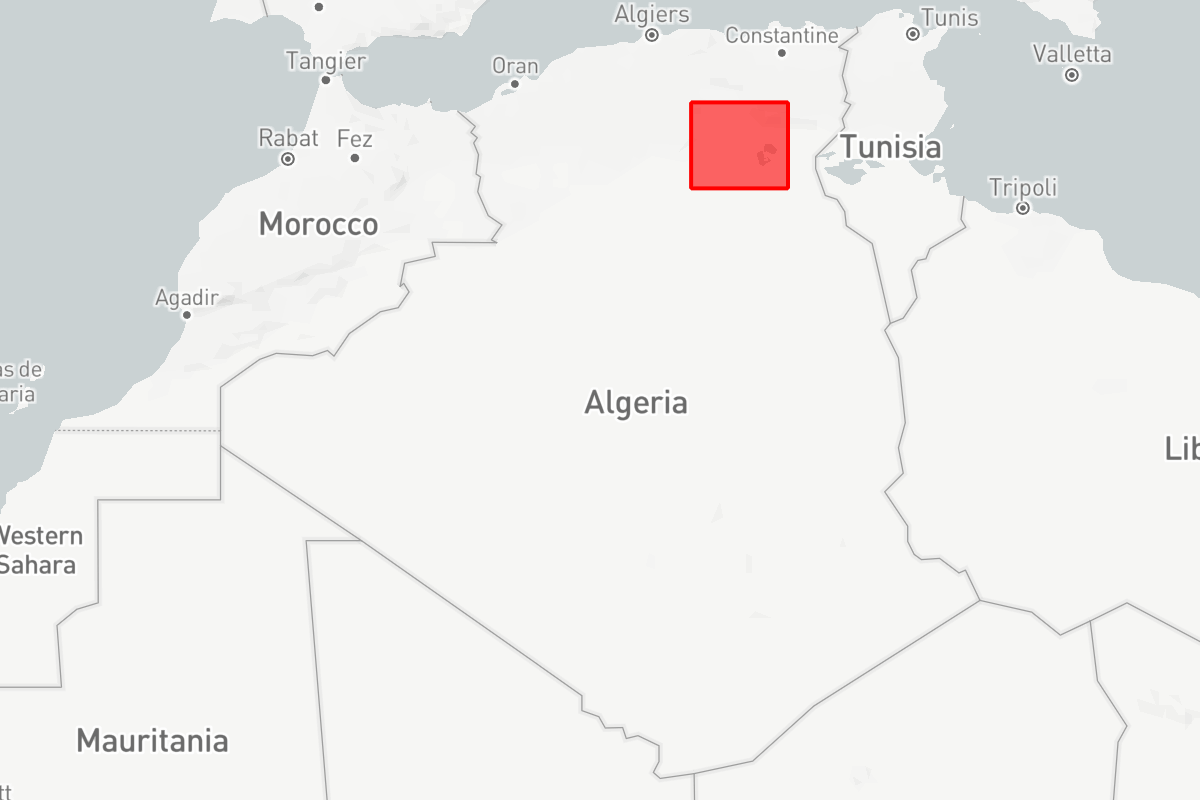 Algiers
Tunis
Constantine
Valletta
Tangier
Oran
Rabat
Fez
Tunisia
Tripoli
Morocco
Agadir
as de
aria
Algeria
Lib
Western
Sahara
Mauritania
tt